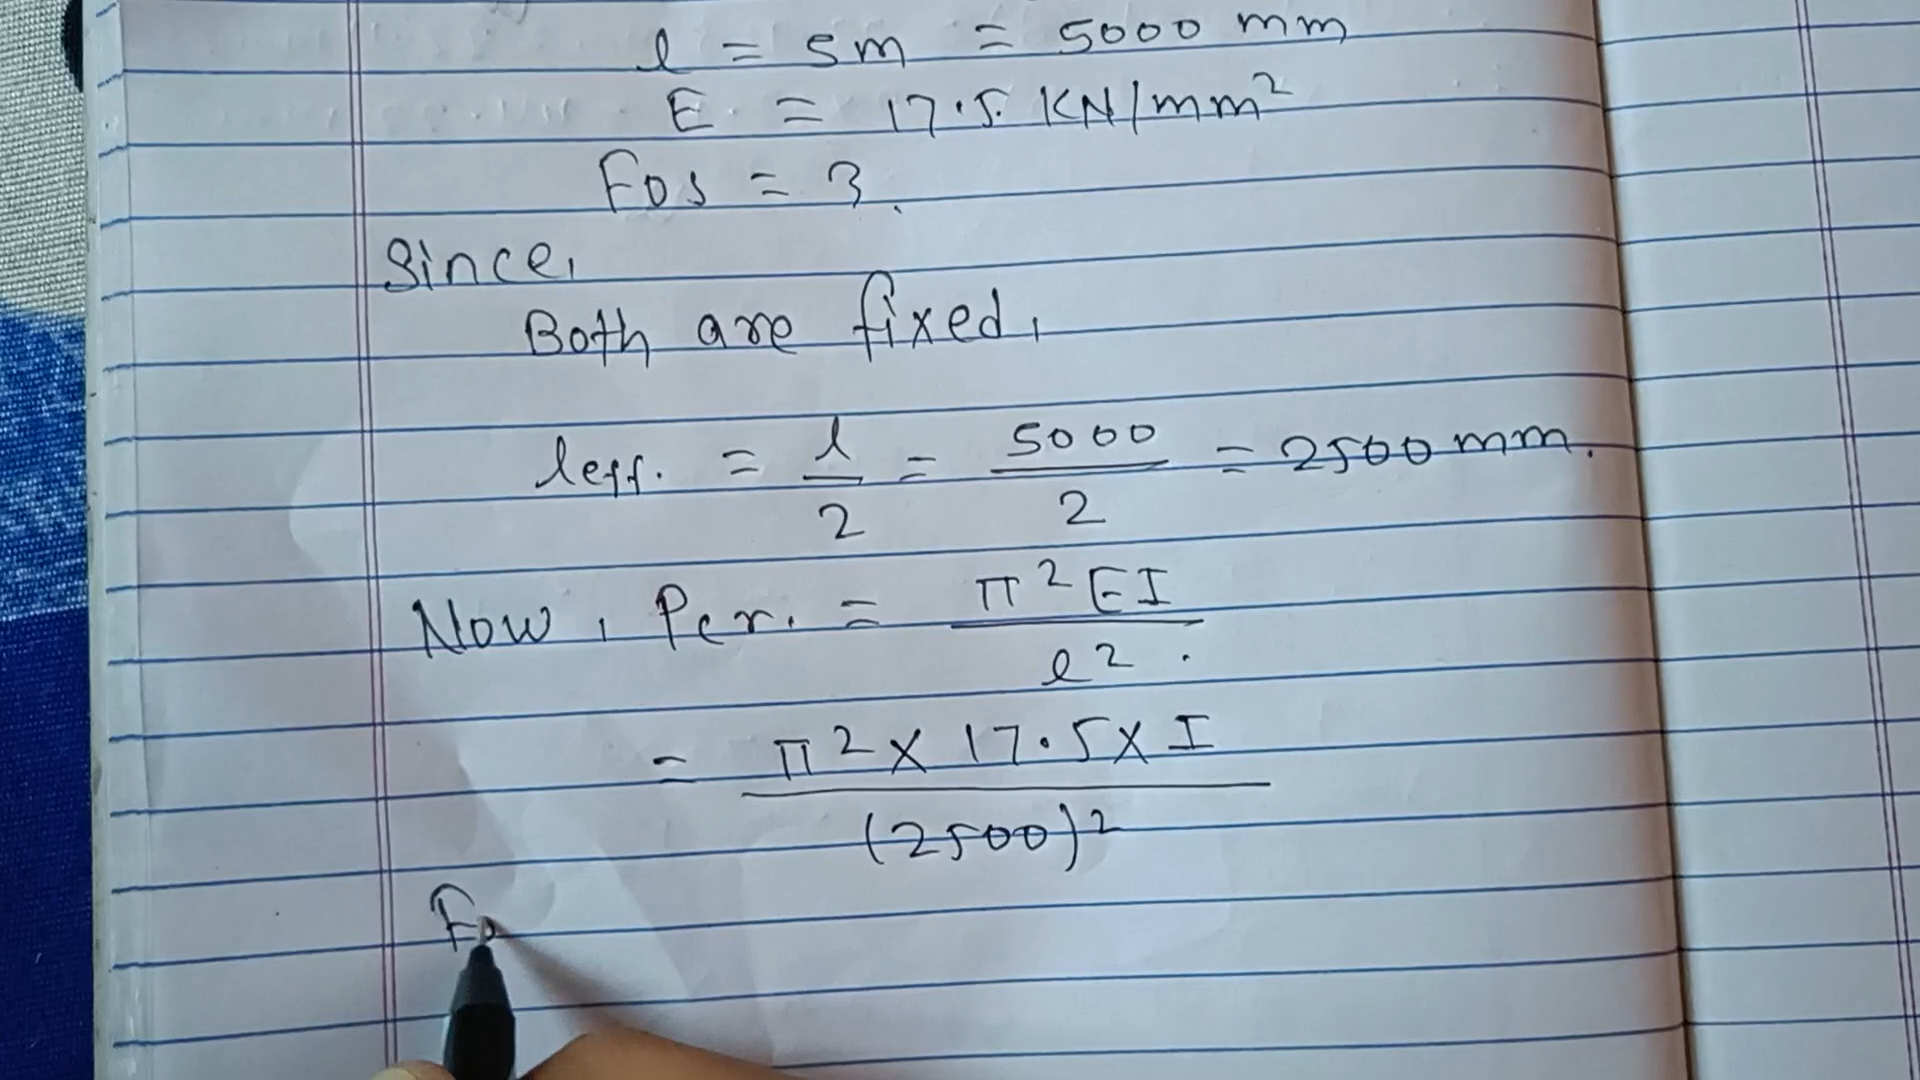 l = 5m = 5000 mm
E = 17.5 KN/mm²
Fos = 3.
Since,
Both are fixed,
leff. = l/2 = 5000/2 = 2500 mm.
Now, Pcr. = π²EI/l².
= π² × 17.5 × I/(2500)²
Fo